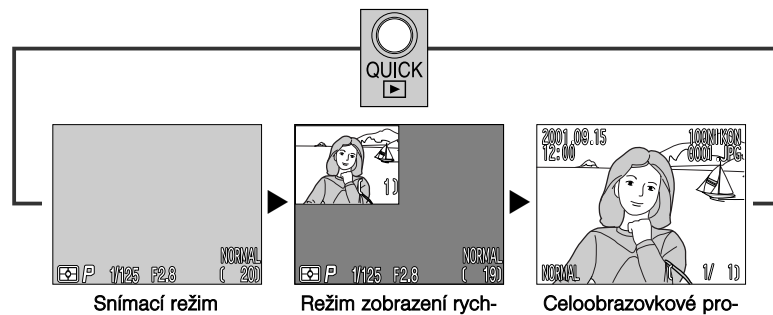 QUICK
NORMAL
P 1/125 F2.8 ( 20)
1)
NORMAL
P 1/125 F2.8 ( 19)
2001.09.15 100NIKON
12:00 0001.JPG
NORMAL ( 1/ 1)
Snímací režim
Režim zobrazení rych-
Celoobrazovkové pro-